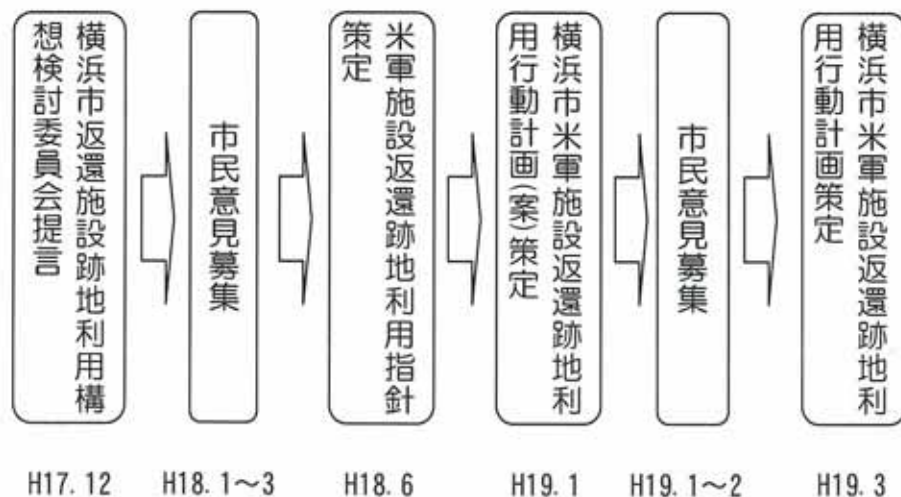 横浜市返還施設跡地利用構
想検討委員会提言
市民意見募集
米軍施設返還跡地利用指針
策定
横浜市米軍施設返還跡地利
用行動計画(案)策定
市民意見募集
横浜市米軍施設返還跡地利
用行動計画策定
H17.12
H18.1～3
H18.6
H19.1
H19.1～2
H19.3